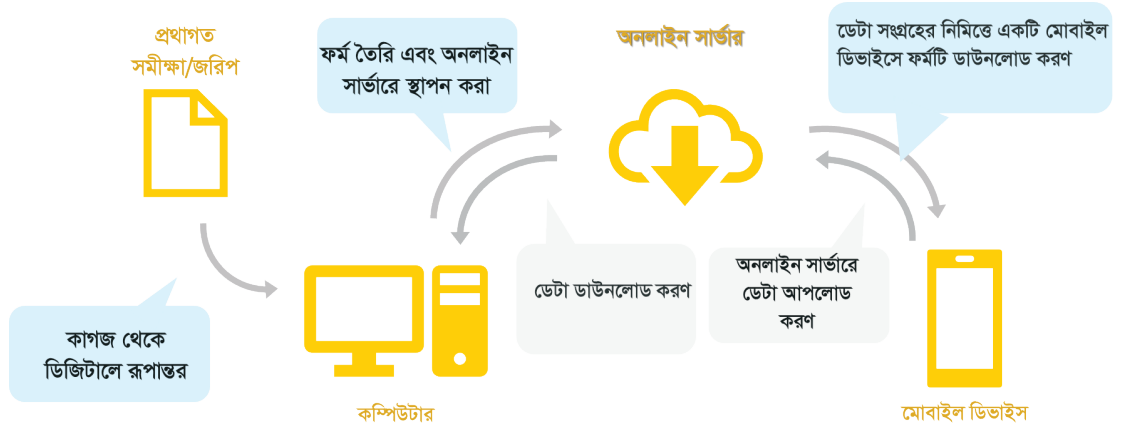 প্রথাগত
সমীক্ষা/জরিপ
ফর্ম তৈরি এবং অনলাইন
সার্ভারে স্থাপন করা
অনলাইন সার্ভার
ডেটা সংগ্রহের নিমিত্তে একটি মোবাইল
ডিভাইসে ফর্মটি ডাউনলোড করণ
ডেটা ডাউনলোড করণ
অনলাইন সার্ভারে
ডেটা আপলোড
করণ
কাগজ থেকে
ডিজিটালে রূপান্তর
কম্পিউটার
মোবাইল ডিভাইস